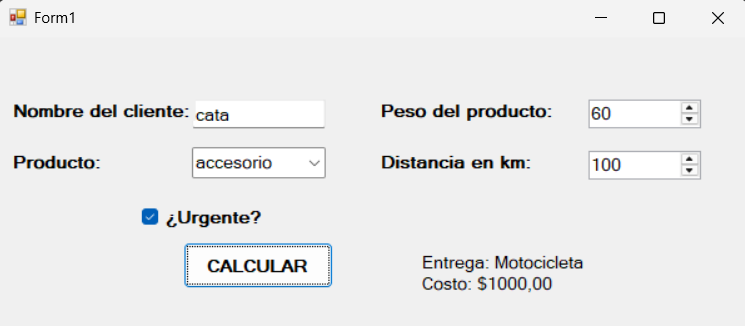 Form1
Nombre del cliente: cata
Peso del producto: 60
Producto: accesorio
Distancia en km: 100
¿Urgente?
CALCULAR
Entrega: Motocicleta
Costo: $1000,00